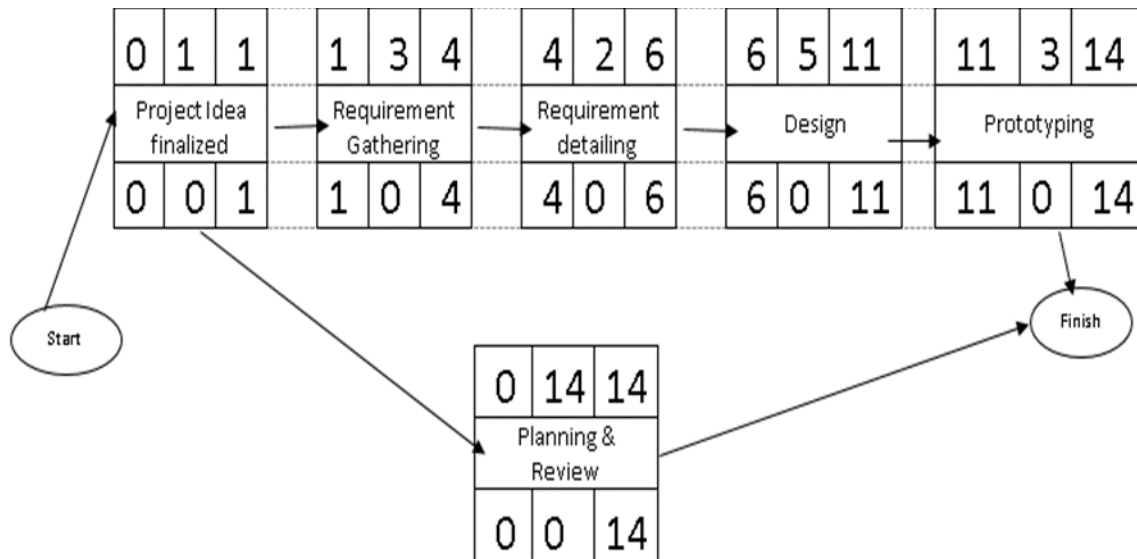 0 1 1 1 3 4 4 2 6 6 5 11 11 3 14
Project Idea
finalized
Requirement
Gathering
Requirement
detailing
Design
Prototyping
0 0 1 1 0 4 4 0 6 6 0 11 11 0 14
Start
Finish
0 14 14
Planning &
Review
0 0 14